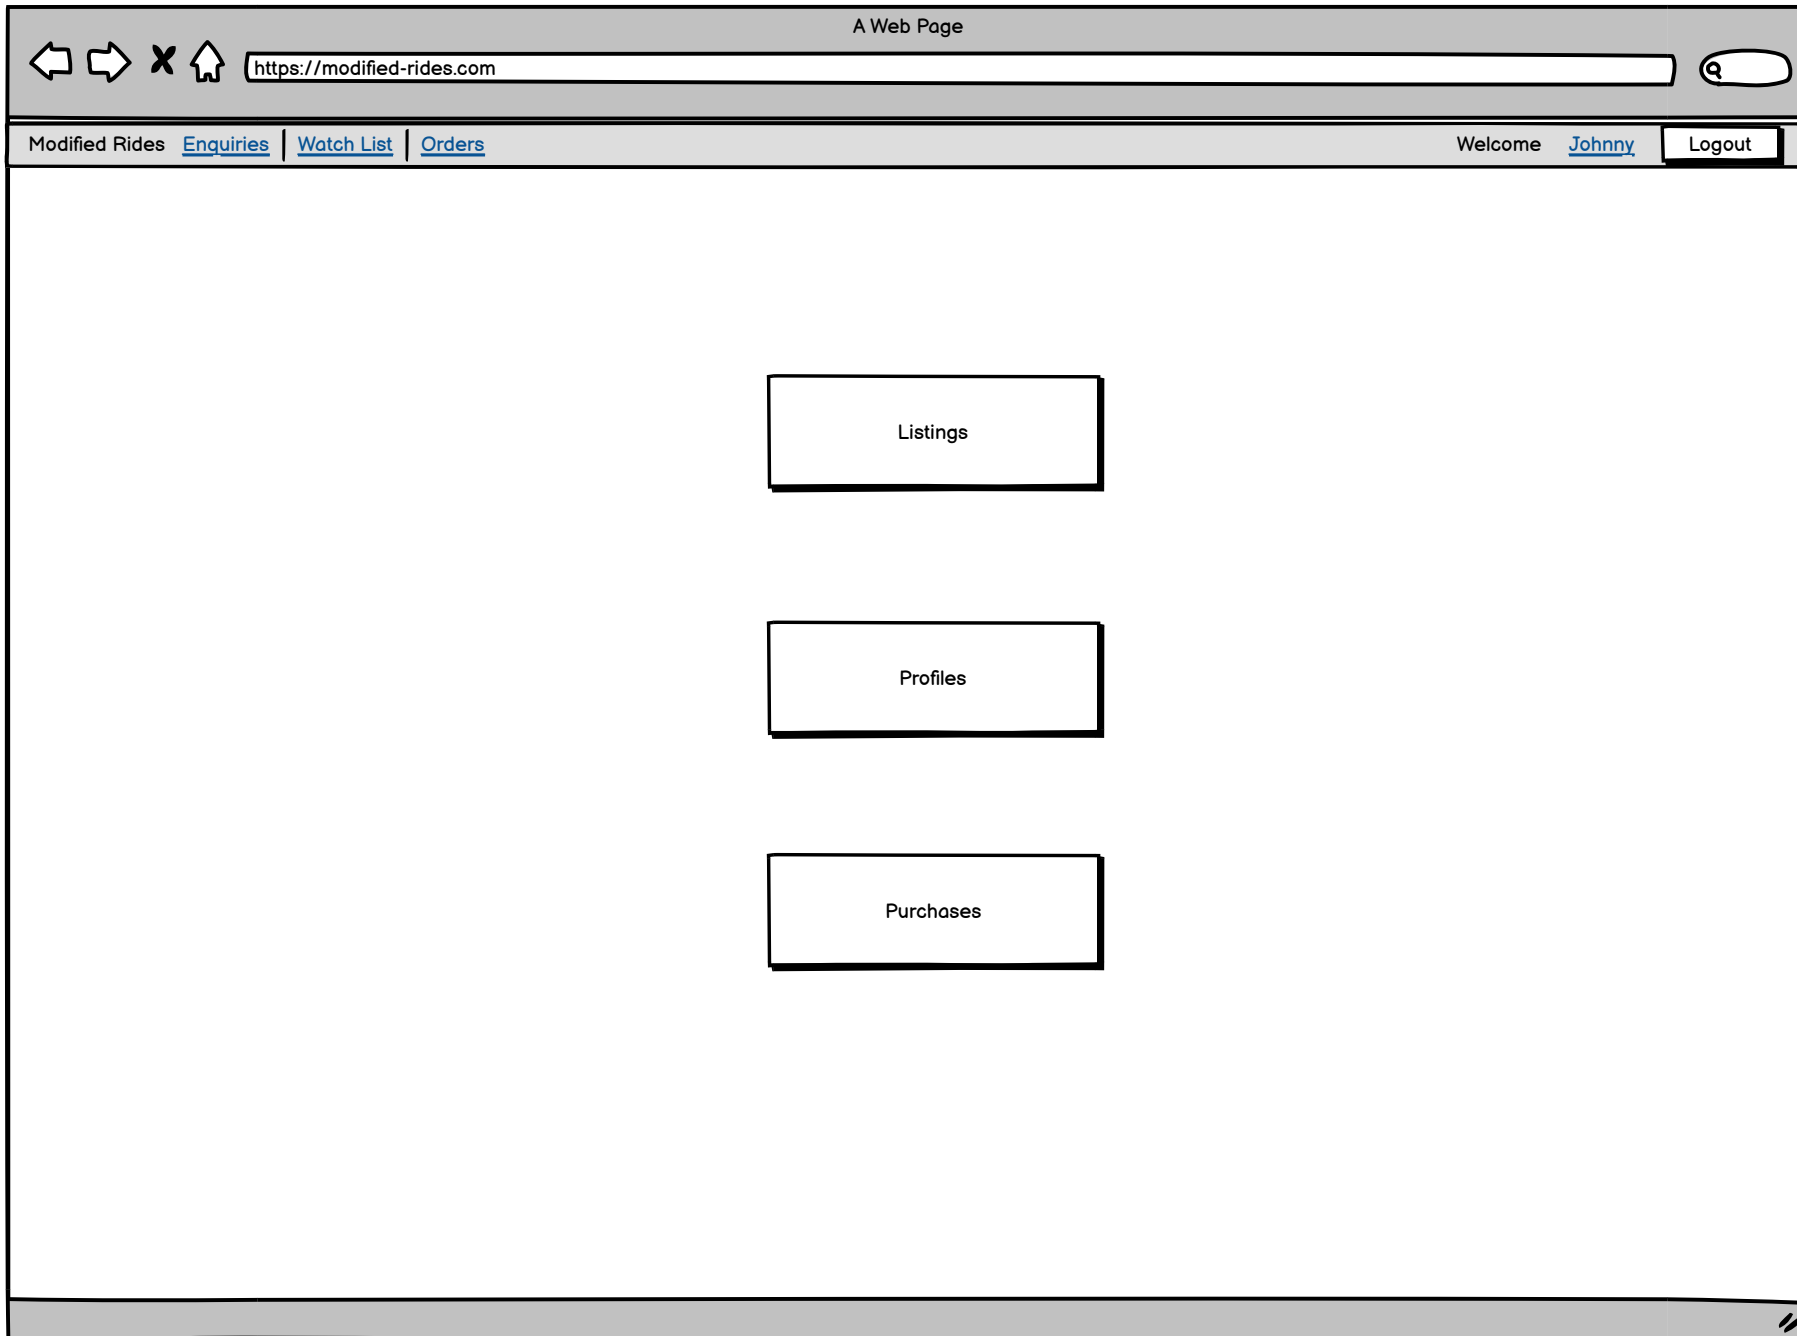 A Web Page
https://modified-rides.com
Modified Rides Enquiries Watch List Orders Welcome Johnny Logout
Listings
Profiles
Purchases